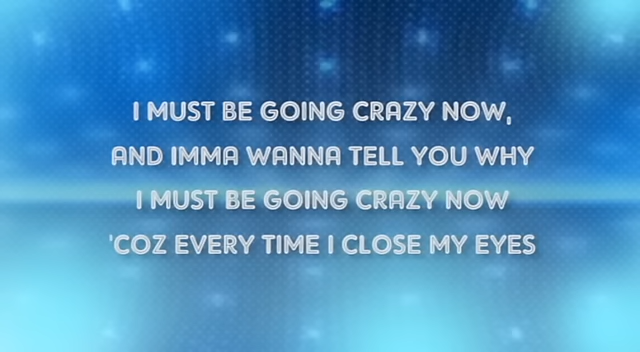 I MUST BE GOING CRAZY NOW,
AND IMMA WANNA TELL YOU WHY
I MUST BE GOING CRAZY NOW
'COZ EVERY TIME I CLOSE MY EYES